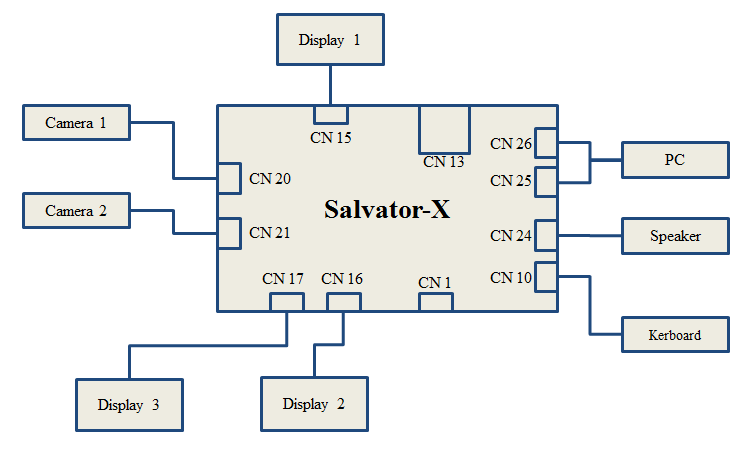 Display 1
Camera 1
CN 15
CN 13
CN 26
PC
CN 20
CN 25
Camera 2
Salvator-X
CN 21
CN 24
Speaker
CN 17
CN 16
CN 1
CN 10
Kerboard
Display 3
Display 2